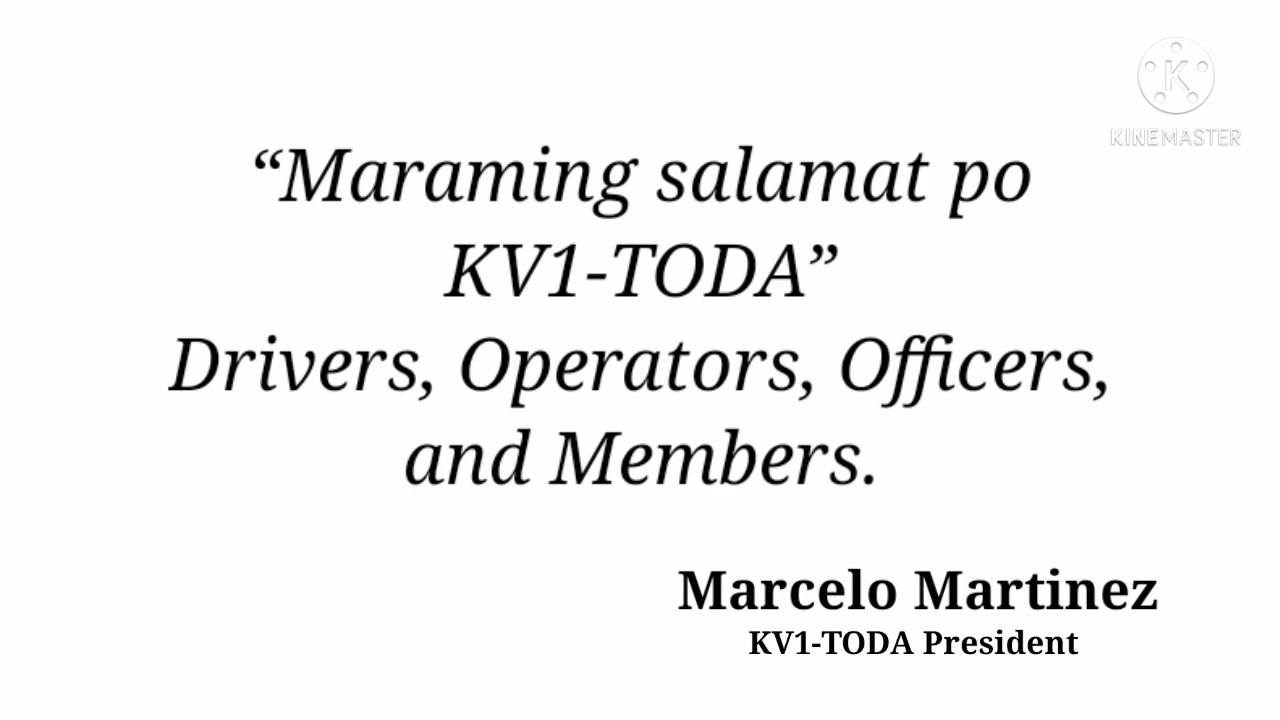 K
KINEMASTER
“Maraming salamat po
KV1-TODA”
Drivers, Operators, Officers,
and Members.
Marcelo Martinez
KV1-TODA President